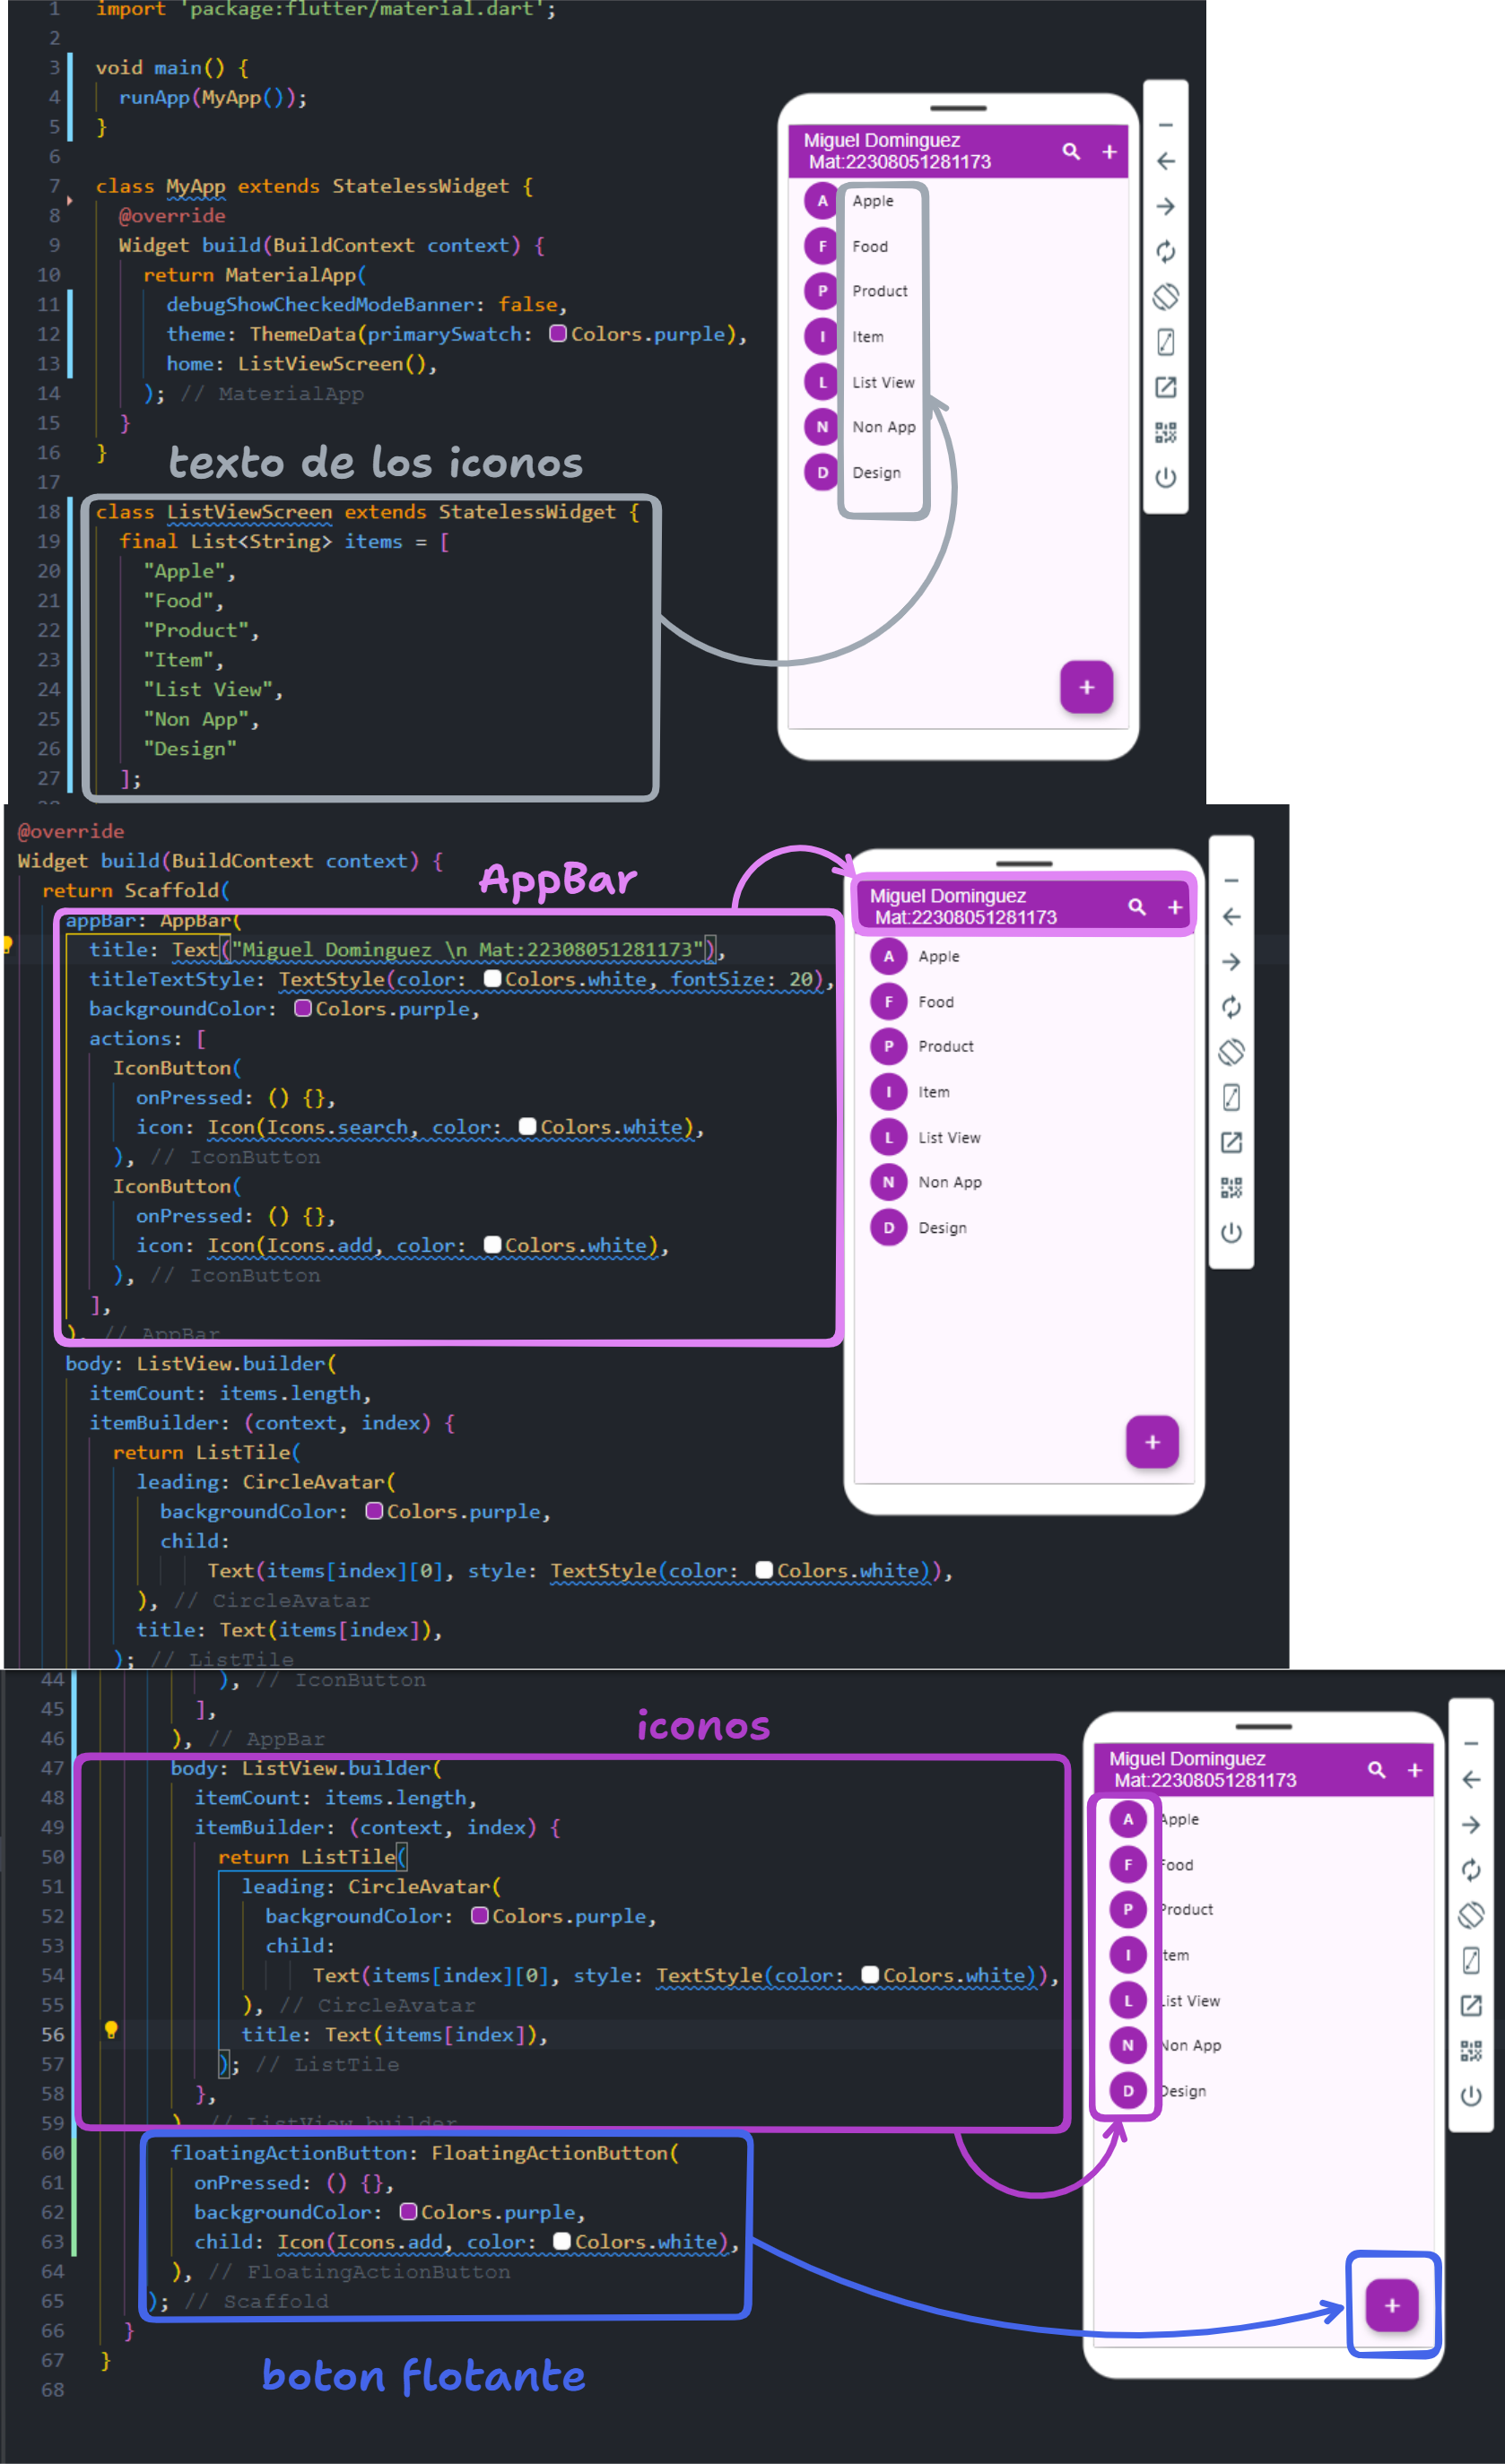 1 import 'package:flutter/material.dart';
2
3 void main() {
4 runApp(MyApp());
5 }
6
7 class MyApp extends StatelessWidget {
8 @override
9 Widget build(BuildContext context) {
10 return MaterialApp(
11 debugShowCheckedModeBanner: false,
12 theme: ThemeData(primarySwatch: Colors.purple),
13 home: ListViewScreen(),
14 ); // MaterialApp
15 }
16 }
17
texto de los iconos
18 class ListViewScreen extends StatelessWidget {
19 final List<String> items = [
20 "Apple",
21 "Food",
22 "Product",
23 "Item",
24 "List View",
25 "Non App",
26 "Design"
27 ];
Miguel Dominguez
Mat:22308051281173
A Apple
F Food
P Product
I Item
L List View
N Non App
D Design
+
@override
Widget build(BuildContext context) {
AppBar
return Scaffold(
appBar: AppBar(
title: Text("Miguel Dominguez \n Mat:22308051281173"),
titleTextStyle: TextStyle(color: Colors.white, fontSize: 20),
backgroundColor: Colors.purple,
actions: [
IconButton(
onPressed: () {},
icon: Icon(Icons.search, color: Colors.white),
), // IconButton
IconButton(
onPressed: () {},
icon: Icon(Icons.add, color: Colors.white),
), // IconButton
],
), // AppBar
body: ListView.builder(
itemCount: items.length,
itemBuilder: (context, index) {
return ListTile(
leading: CircleAvatar(
backgroundColor: Colors.purple,
child:
Text(items[index][0], style: TextStyle(color: Colors.white)),
), // CircleAvatar
title: Text(items[index]),
); // ListTile
Miguel Dominguez
Mat:22308051281173
A Apple
F Food
P Product
I Item
L List View
N Non App
D Design
+
44 ), // IconButton
45 ],
iconos
46 ), // AppBar
47 body: ListView.builder(
48 itemCount: items.length,
49 itemBuilder: (context, index) {
50 return ListTile(
51 leading: CircleAvatar(
52 backgroundColor: Colors.purple,
53 child:
54 Text(items[index][0], style: TextStyle(color: Colors.white)),
55 ), // CircleAvatar
56 title: Text(items[index]),
57 ); // ListTile
58 },
59 ), // ListView.builder
60 floatingActionButton: FloatingActionButton(
61 onPressed: () {},
62 backgroundColor: Colors.purple,
63 child: Icon(Icons.add, color: Colors.white),
64 ), // FloatingActionButton
65 ); // Scaffold
66 }
67 }
68
boton flotante
Miguel Dominguez
Mat:22308051281173
A Apple
F Food
P Product
I Item
L List View
N Non App
D Design
+